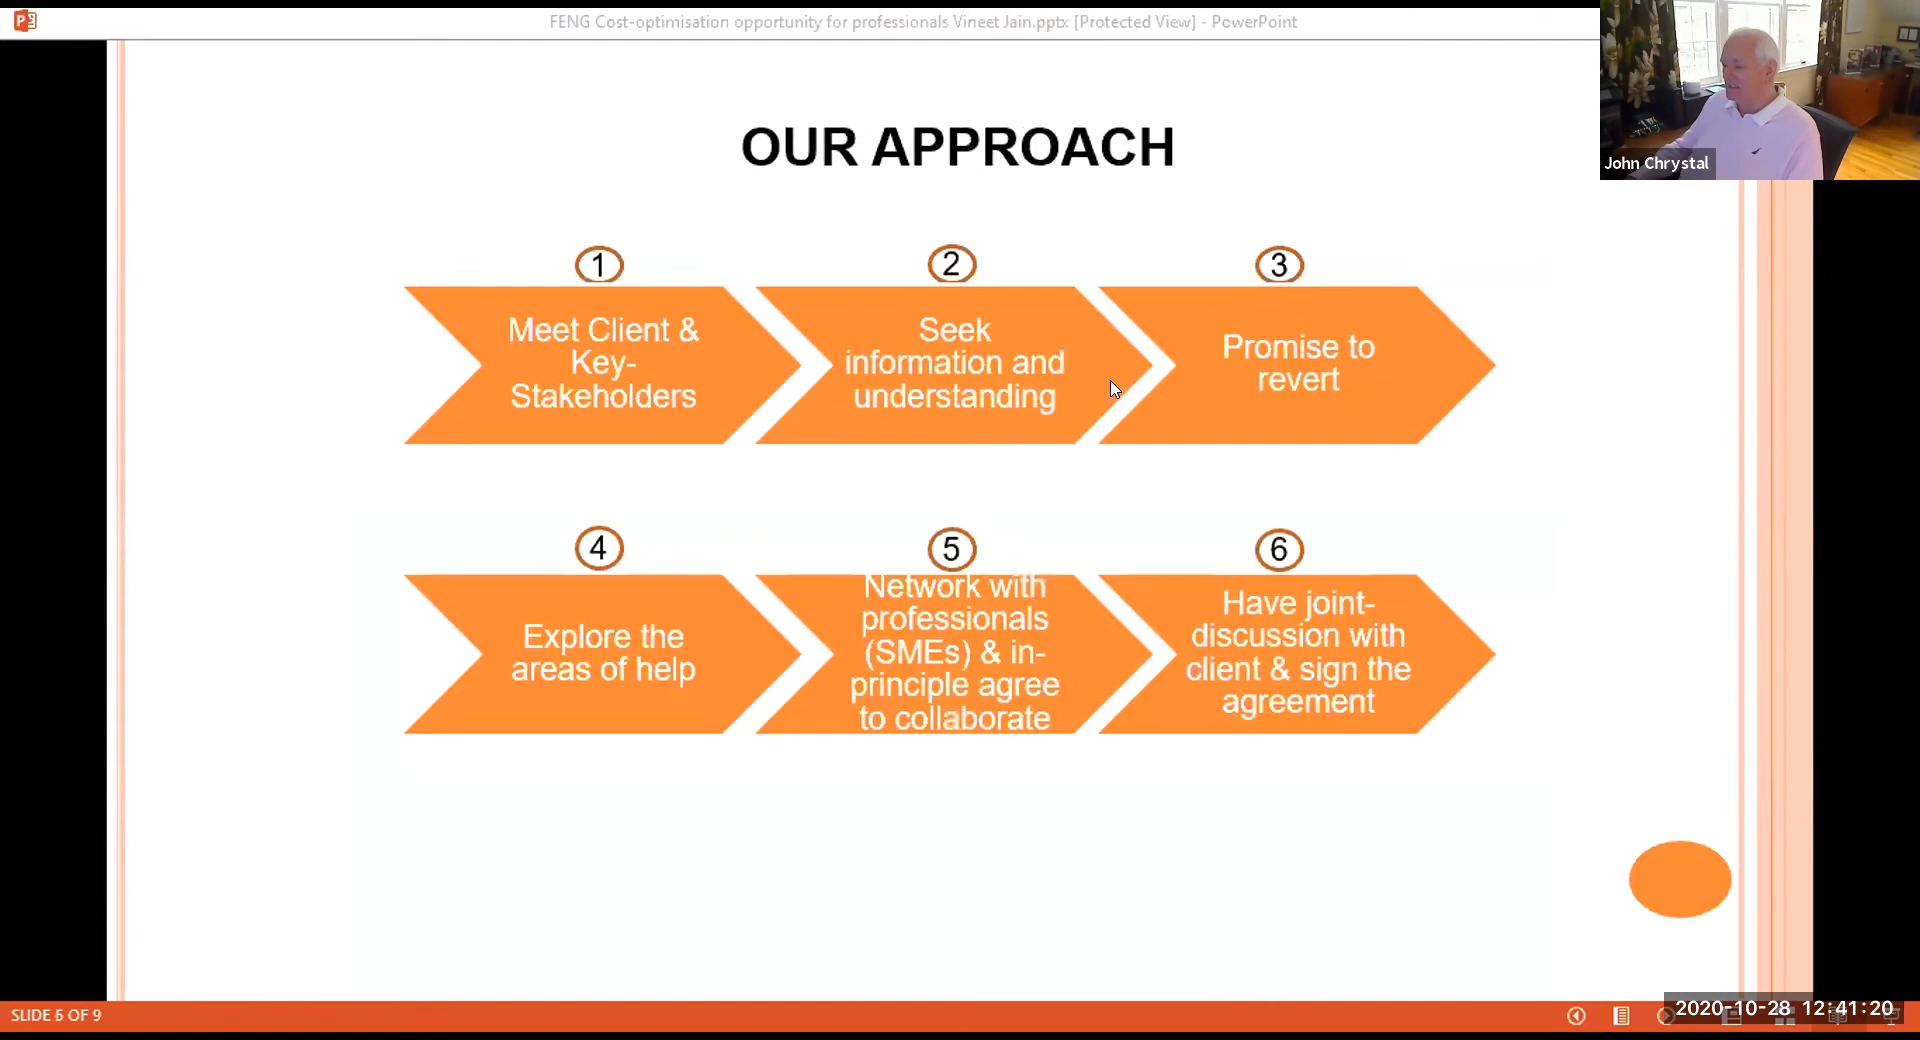 FENG Cost-optimisation opportunity for professionals Vineet Jain.pptx [Protected View] - PowerPoint
John Chrystal
OUR APPROACH
1
2
3
Meet Client &
Key-
Stakeholders
Seek
information and
understanding
Promise to
revert
4
5
6
Explore the
areas of help
Network with
professionals
(SMEs) & in-
principle agree
to collaborate
Have joint-
discussion with
client & sign the
agreement
SLIDE 6 OF 9
2020-10-28 12:41:20